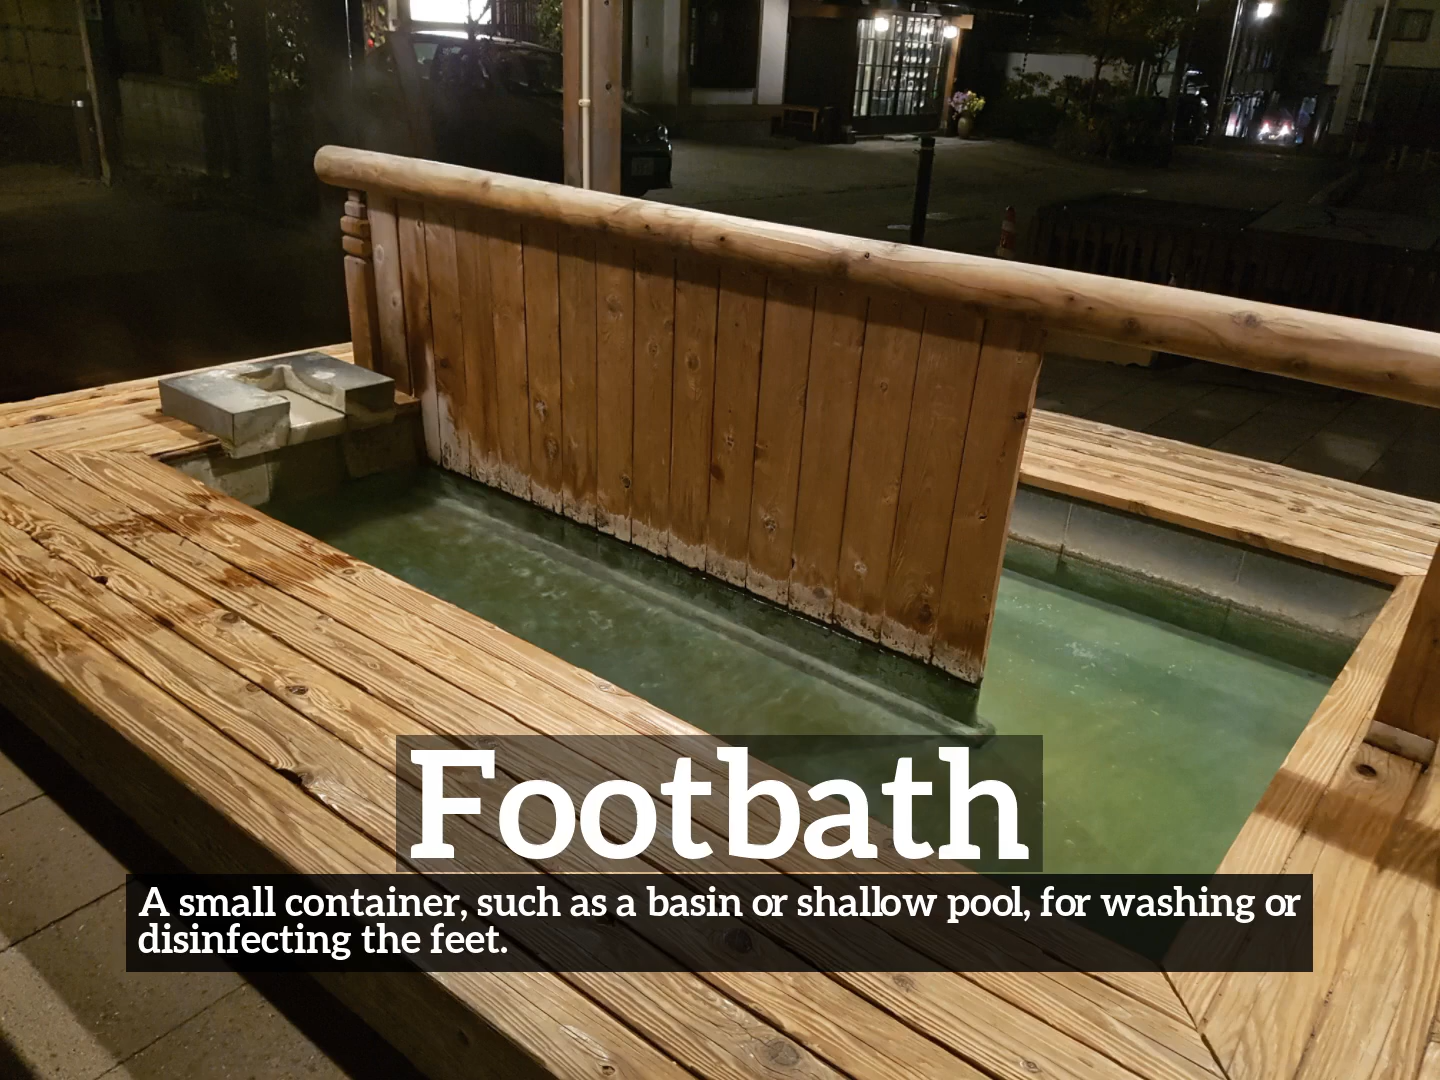 Footbath
A small container, such as a basin or shallow pool, for washing or
disinfecting the feet.